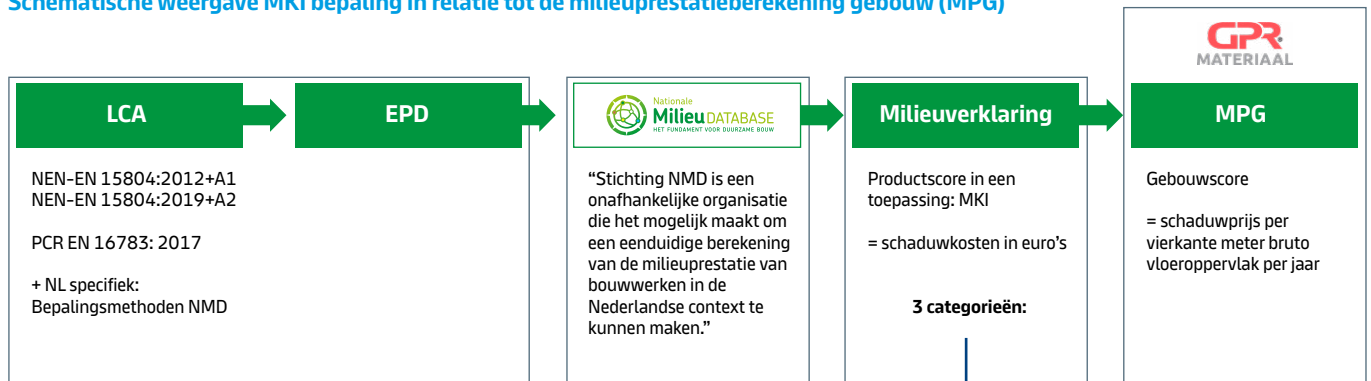 Schematische weergave MKI bepaling in relatie tot de milieuprestatieberekening gebouw (MPG)
GPR
MATERIAAL
LCA
EPD
Nationale
Milieu DATABASE
HET FUNDAMENT VOOR DUURZAME BOUW
Milieuverklaring
MPG
NEN-EN 15804:2012+A1
NEN-EN 15804:2019+A2
PCR EN 16783: 2017
+ NL specifiek:
Bepalingsmethoden NMD
“Stichting NMD is een
onafhankelijke organisatie
die het mogelijk maakt om
een eenduidige berekening
van de milieuprestatie van
bouwwerken in de
Nederlandse context te
kunnen maken.”
Productscore in een
toepassing: MKI
= schaduwkosten in euro’s
3 categorieën:
Gebouwscore
= schaduwprijs per
vierkante meter bruto
vloeroppervlak per jaar